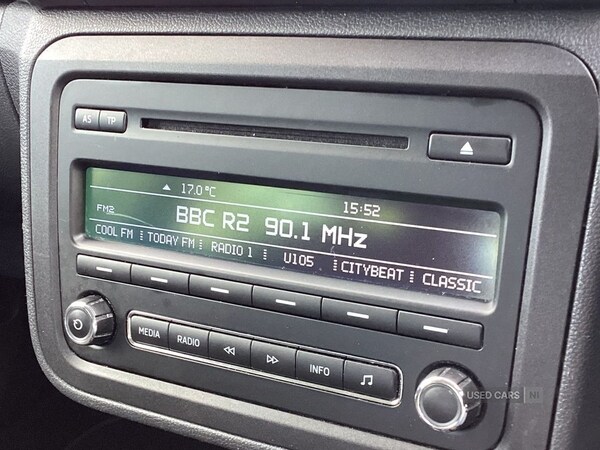 AS TP
17.0°C
15:52
FM2
BBC R2 90.1 MHz
COOL FM TODAY FM RADIO 1 U105 CITYBEAT CLASSIC
MEDIA RADIO INFO
USED CARS NI